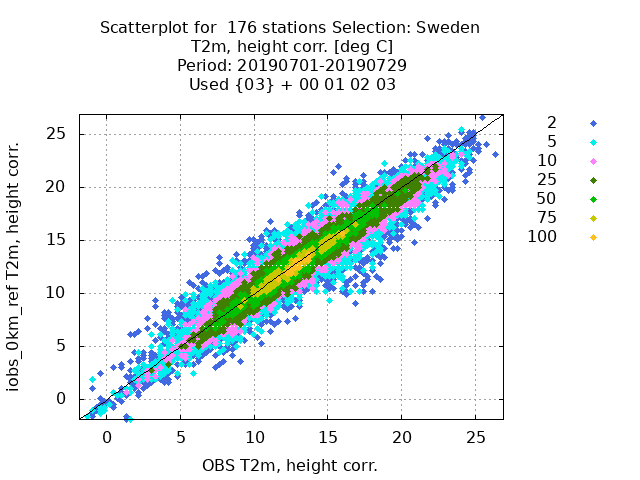 Scatterplot for  176 stations Selection: Sweden
T2m, height corr. [deg C]
Period: 20190701-20190729
Used {03} + 00 01 02 03
iobs_0km_ref T2m, height corr.
25
20
15
10
5
0
0 5 10 15 20 25
OBS T2m, height corr.
2
5
10
25
50
75
100